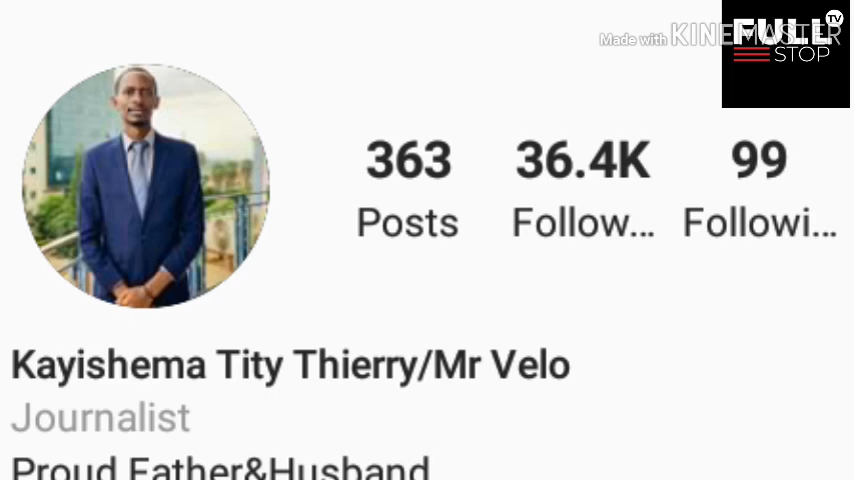 Made with KINEMASTER
FULL TV
STOP
363 36.4K 99
Posts Follow... Followi...
Kayishema Tity Thierry/Mr Velo
Journalist
Proud Father&Husband